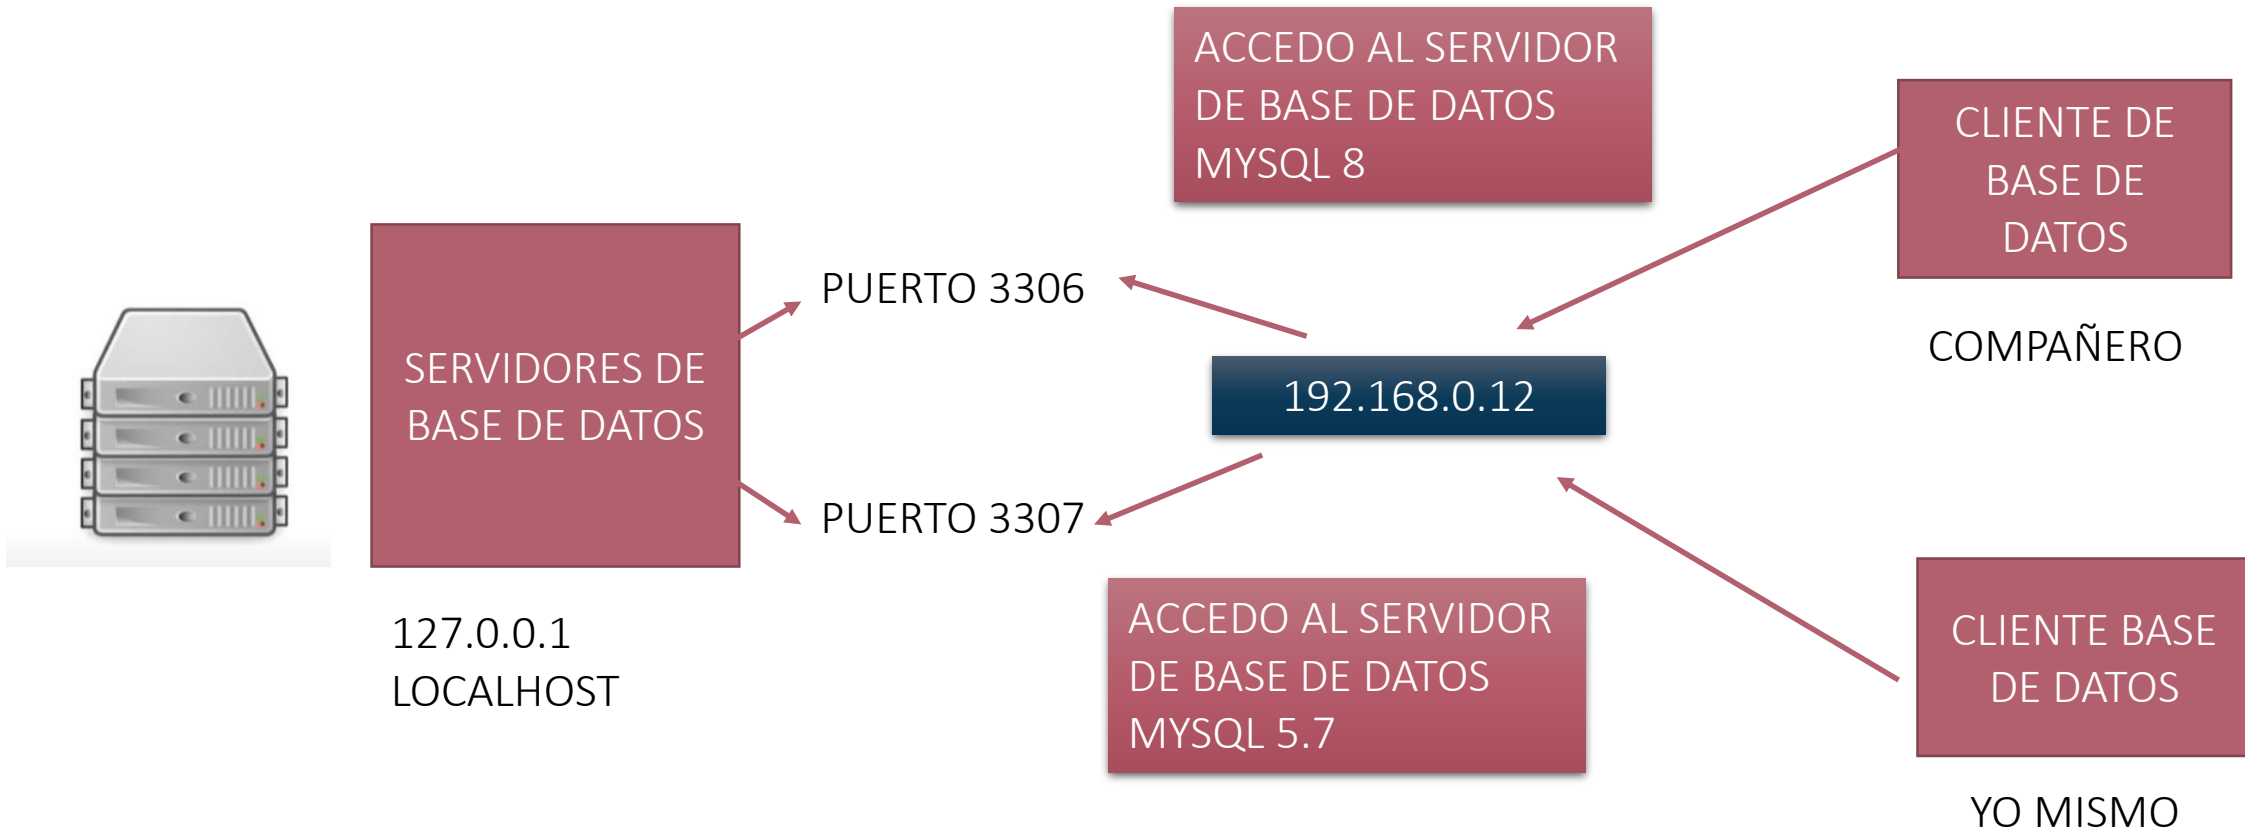 ACCEDO AL SERVIDOR
DE BASE DE DATOS
MYSQL 8
CLIENTE DE
BASE DE
DATOS
COMPAÑERO
PUERTO 3306
SERVIDORES DE
BASE DE DATOS
192.168.0.12
PUERTO 3307
127.0.0.1
LOCALHOST
ACCEDO AL SERVIDOR
DE BASE DE DATOS
MYSQL 5.7
CLIENTE BASE
DE DATOS
YO MISMO